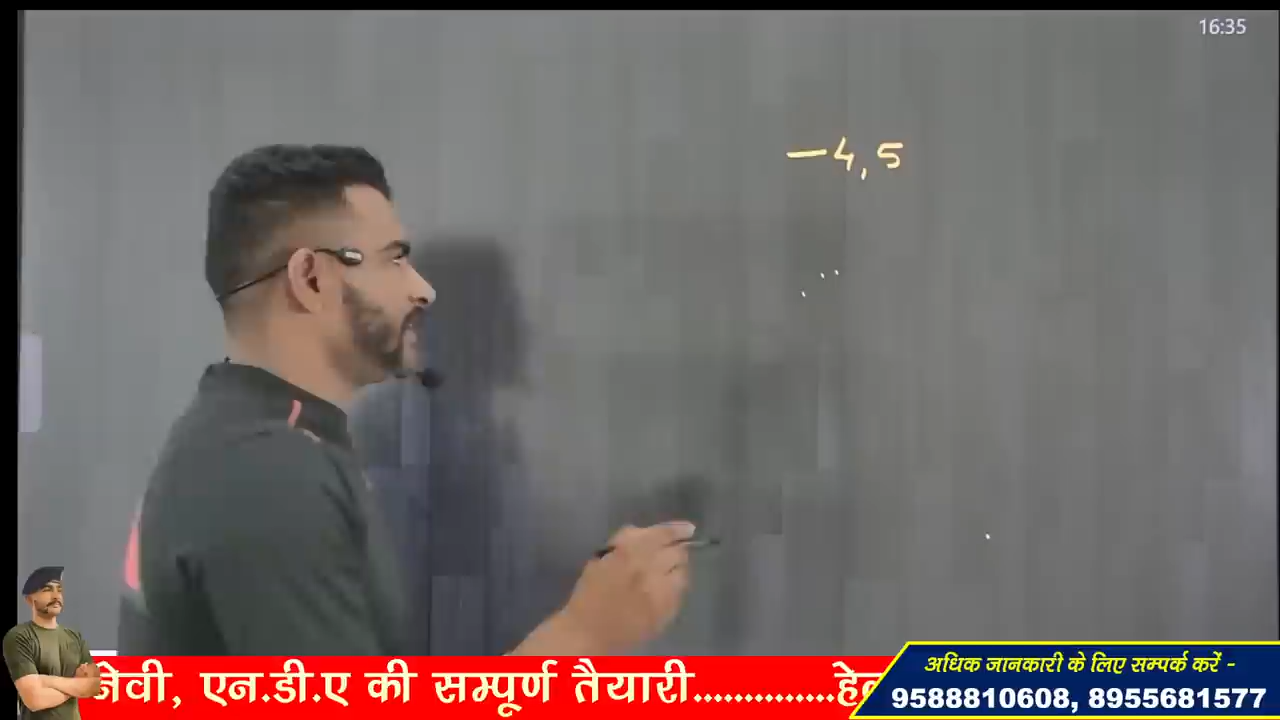 16:35
—4,5
नेवी, एन.डी.ए की सम्पूर्ण तैयारी.............हेल
अधिक जानकारी के लिए सम्पर्क करें -
9588810608, 8955681577